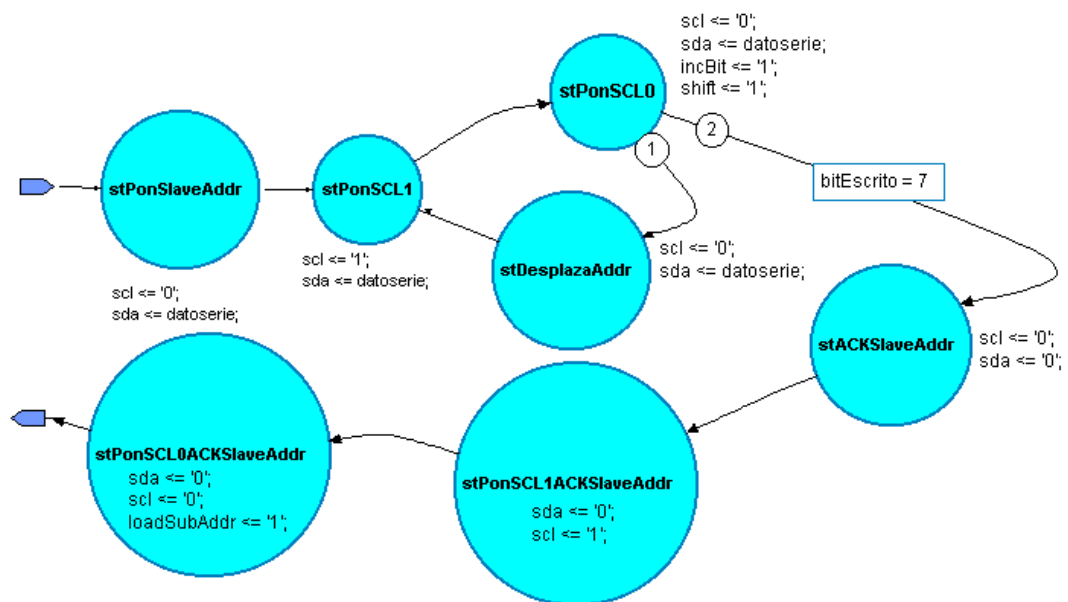 scl <= '0';
sda <= datoserie;
incBit <= '1';
shift <= '1';
stPonSCL0
1
2
stPonSlaveAddr
stPonSCL1
bitEscrito = 7
scl <= '1';
sda <= datoserie;
stDesplazaAddr
scl <= '0';
sda <= datoserie;
scl <= '0';
sda <= datoserie;
stACKSlaveAddr
scl <= '0';
sda <= '0';
stPonSCL0ACKSlaveAddr
sda <= '0';
scl <= '0';
loadSubAddr <= '1';
stPonSCL1ACKSlaveAddr
sda <= '0';
scl <= '1';